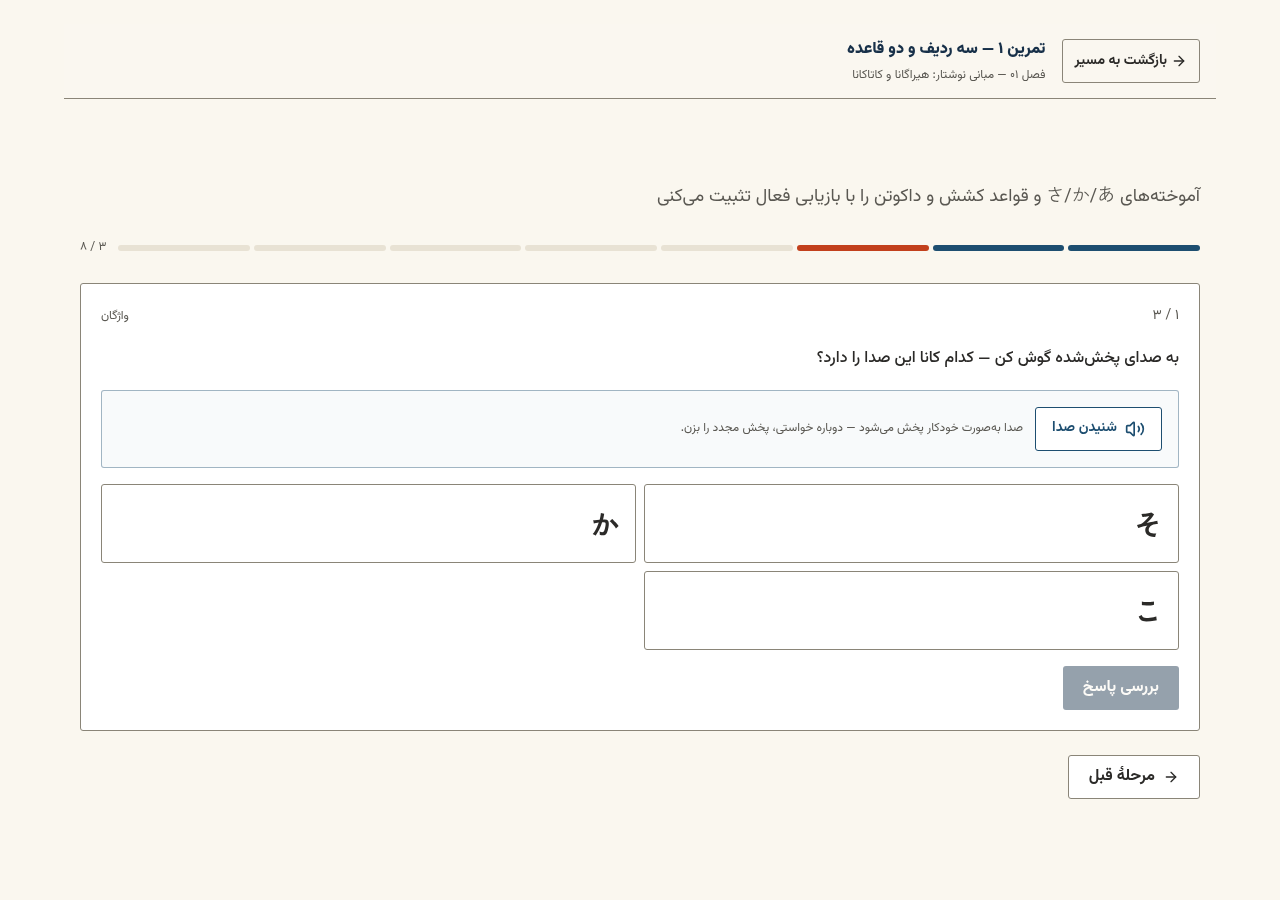 بازگشت به مسیر
تمرین ۱ — سه ردیف و دو قاعده
فصل ۰۱ — مبانی نوشتار: هیراگانا و کاتاکانا
آموخته‌های あ/か/さ و قواعد کشش و داکوتن را با بازیابی فعال تثبیت می‌کنی
۳ / ۸
۱ / ۳
واژگان
به صدای پخش‌شده گوش کن — کدام کانا این صدا را دارد؟
شنیدن صدا
صدا به‌صورت خودکار پخش می‌شود — دوباره خواستی، پخش مجدد را بزن.
そ
か
こ
بررسی پاسخ
مرحلهٔ قبل